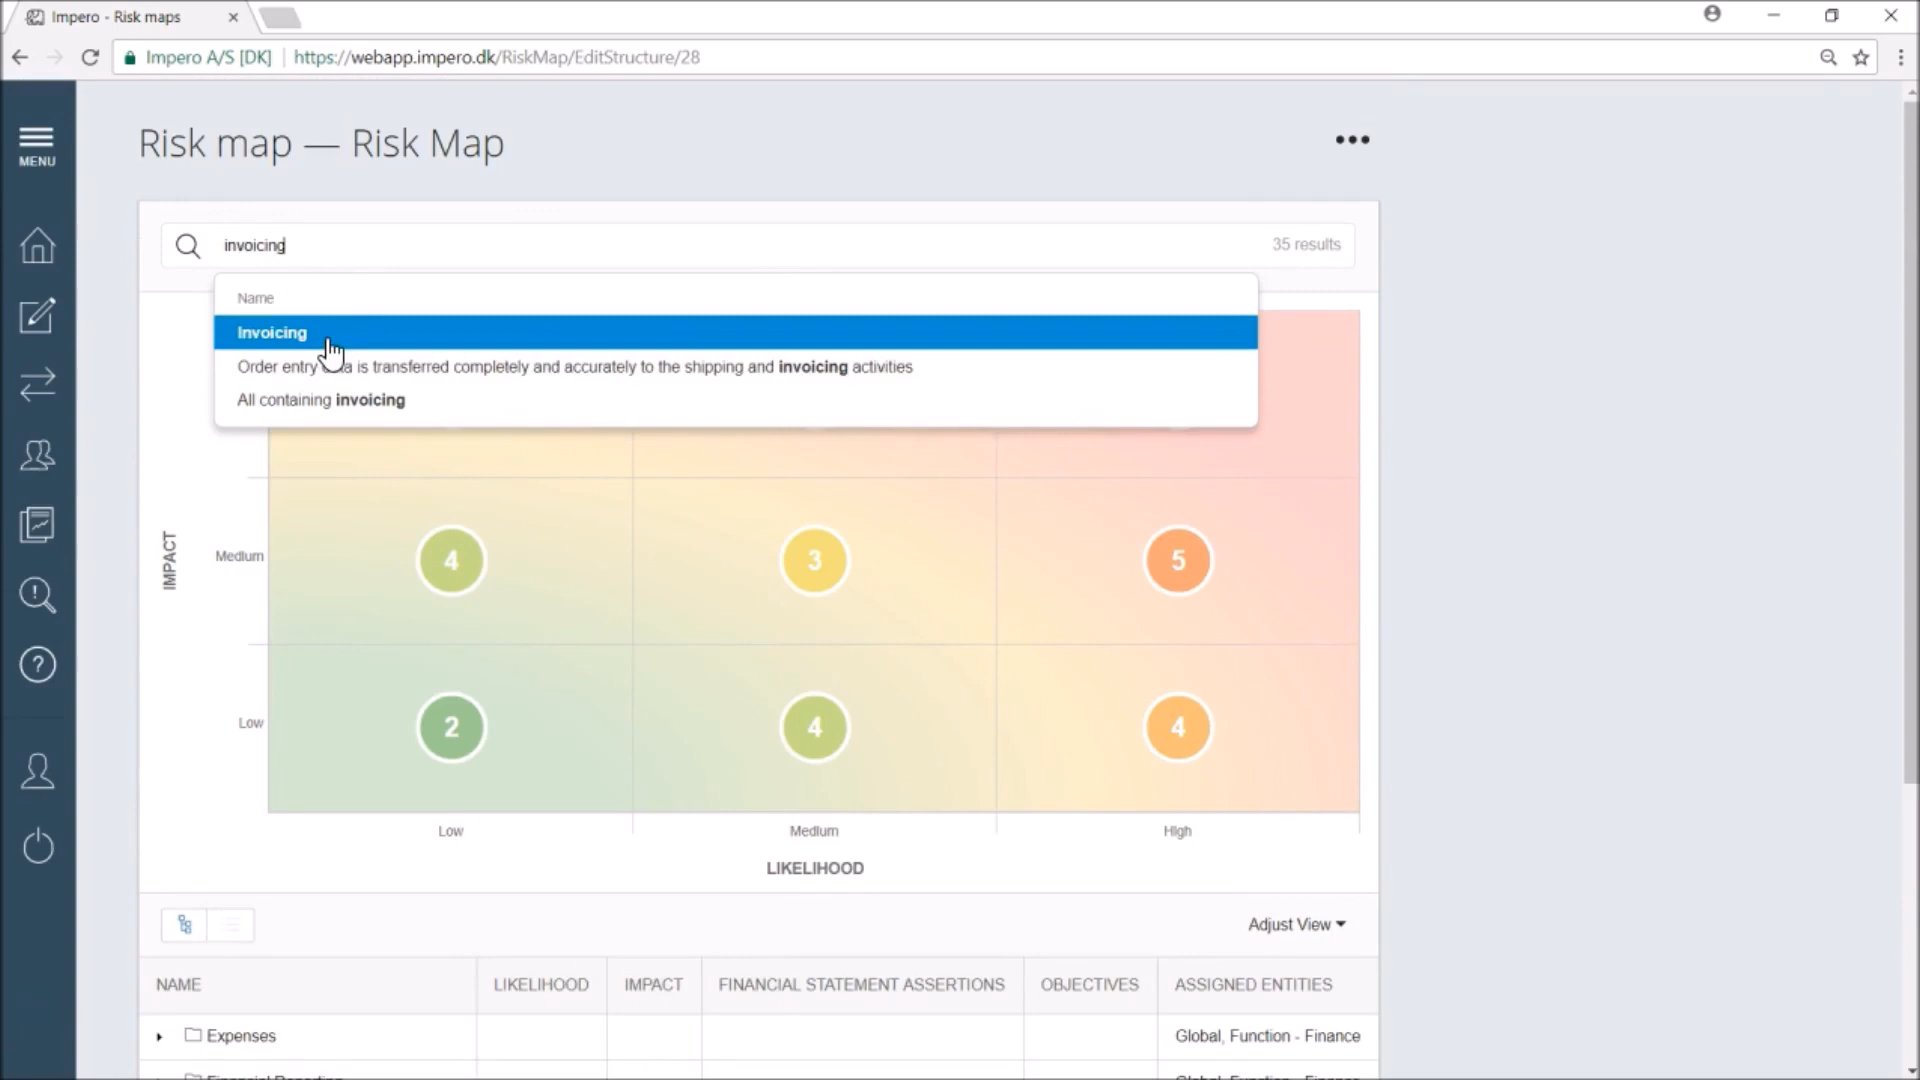 Impero - Risk maps
Impero A/S [DK] https://webapp.impero.dk/RiskMap/EditStructure/28
MENU
Risk map — Risk Map
invoicing
35 results
Name
Invoicing
Order entry is transferred completely and accurately to the shipping and invoicing activities
All containing invoicing
IMPACT
Medium
4
3
5
Low
2
4
4
Low
Medium
High
LIKELIHOOD
Adjust View
NAME
LIKELIHOOD
IMPACT
FINANCIAL STATEMENT ASSERTIONS
OBJECTIVES
ASSIGNED ENTITIES
Expenses
Global, Function - Finance